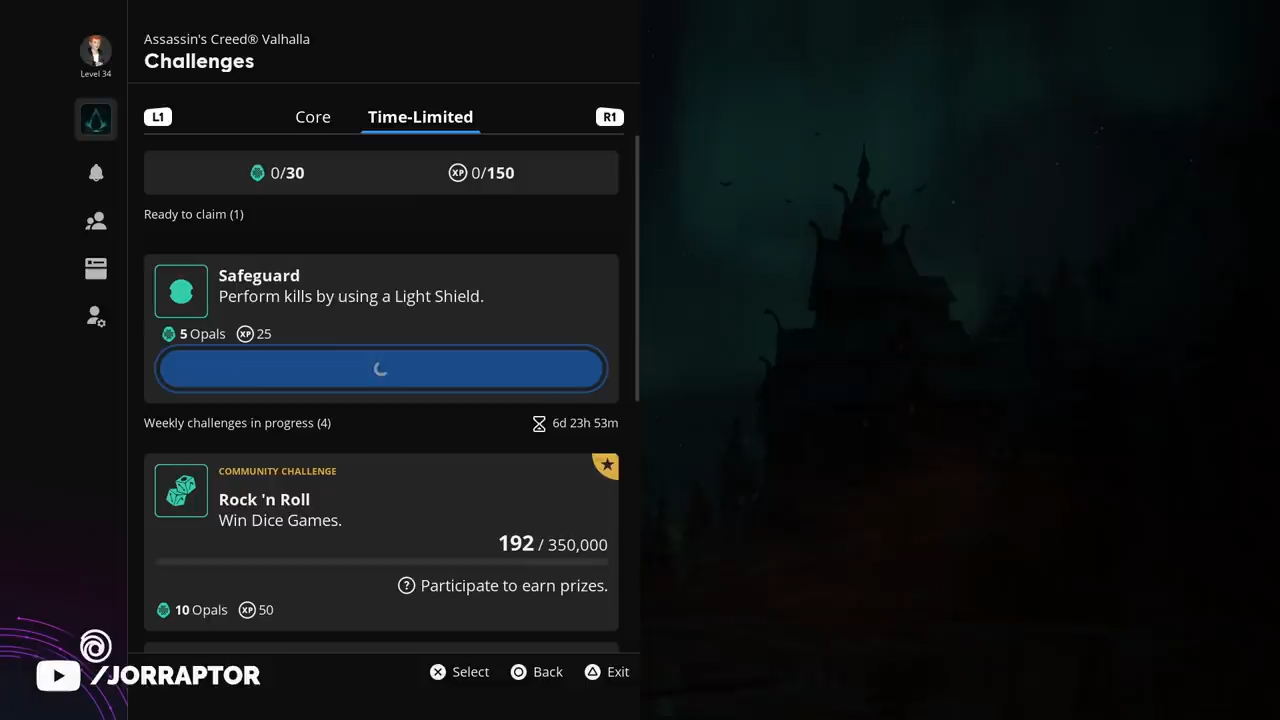 Assassin's Creed® Valhalla
Challenges
Level 34
L1
Core
Time-Limited
R1
0/30
XP 0/150
Ready to claim (1)
Safeguard
Perform kills by using a Light Shield.
5 Opals XP 25
Weekly challenges in progress (4)
6d 23h 53m
COMMUNITY CHALLENGE
Rock 'n Roll
Win Dice Games.
192 / 350,000
? Participate to earn prizes.
10 Opals XP 50
/JORRAPTOR
Select
Back
Exit